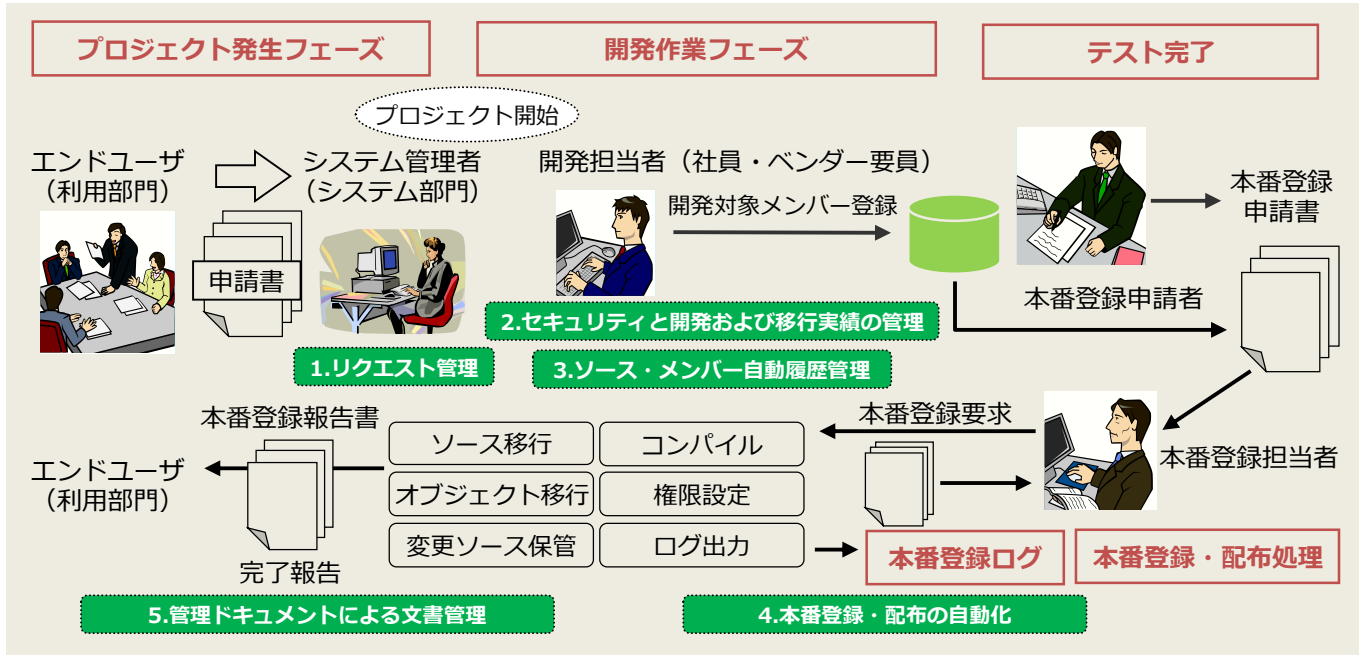 プロジェクト発生フェーズ
開発作業フェーズ
テスト完了
プロジェクト開始
エンドユーザ
（利用部門）
システム管理者
（システム部門）
申請書
開発担当者（社員・ベンダー要員）
開発対象メンバー登録
本番登録
申請書
本番登録申請者
2.セキュリティと開発および移行実績の管理
1.リクエスト管理
3.ソース・メンバー自動履歴管理
本番登録報告書
エンドユーザ
（利用部門）
完了報告
ソース移行
コンパイル
オブジェクト移行
権限設定
変更ソース保管
ログ出力
本番登録要求
本番登録担当者
本番登録ログ
本番登録・配布処理
5.管理ドキュメントによる文書管理
4.本番登録・配布の自動化